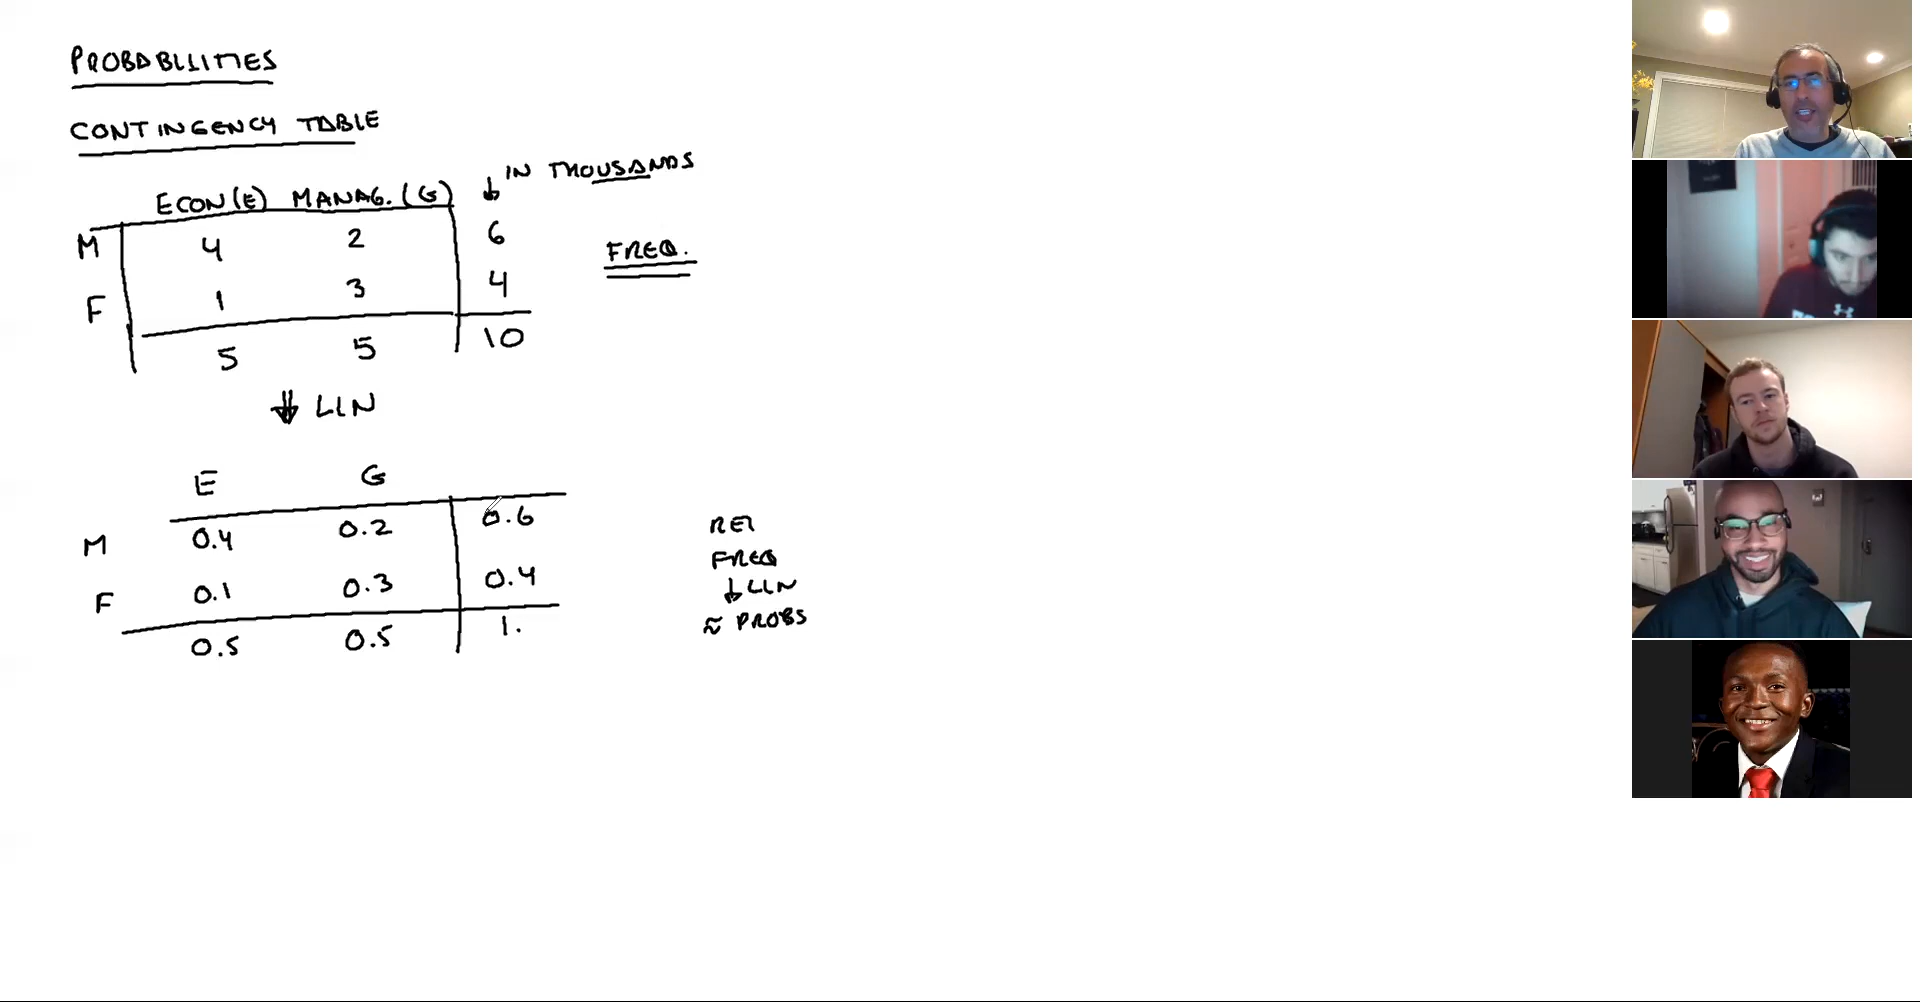 PROBABILITIES
CONTINGENCY TABLE
↓ IN THOUSANDS
ECON(E) MANAG.(G)
M 4 2 6
FREQ.
F 1 3 4
5 5 10
⇓ LLN
E G
M 0.4 0.2 0.6
F 0.1 0.3 0.4
0.5 0.5 1.
REL
FREQ
↓ LLN
≈ PROBS